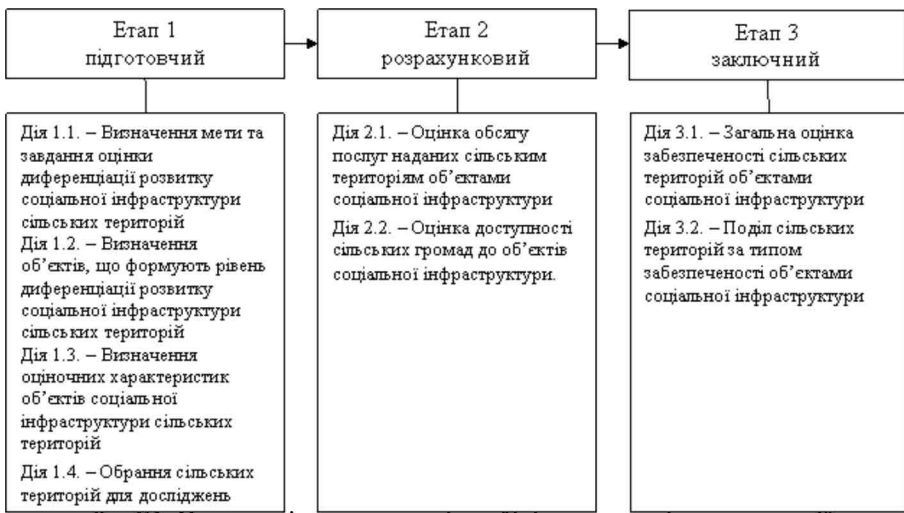 Етап 1
підготовчий
Етап 2
розрахунковий
Етап 3
заключний
Дія 1.1. – Визначення мети та
завдання оцінки
диференціації розвитку
соціальної інфраструктури
сільських територій
Дія 1.2. – Визначення
об’єктів, що формують рівень
диференціації розвитку
соціальної інфраструктури
сільських територій
Дія 1.3. – Визначення
оціночних характеристик
об’єктів соціальної
інфраструктури сільських
територій
Дія 1.4. – Обрання сільських
територій для досліджень
Дія 2.1. – Оцінка обсягу
послуг наданих сільським
територіям об’єктами
соціальної інфраструктури
Дія 2.2. – Оцінка доступності
сільських громад до об’єктів
соціальної інфраструктури.
Дія 3.1. – Загальна оцінка
забезпеченості сільських
територій об’єктами
соціальної інфраструктури
Дія 3.2. – Поділ сільських
територій за типом
забезпеченості об’єктами
соціальної інфраструктури